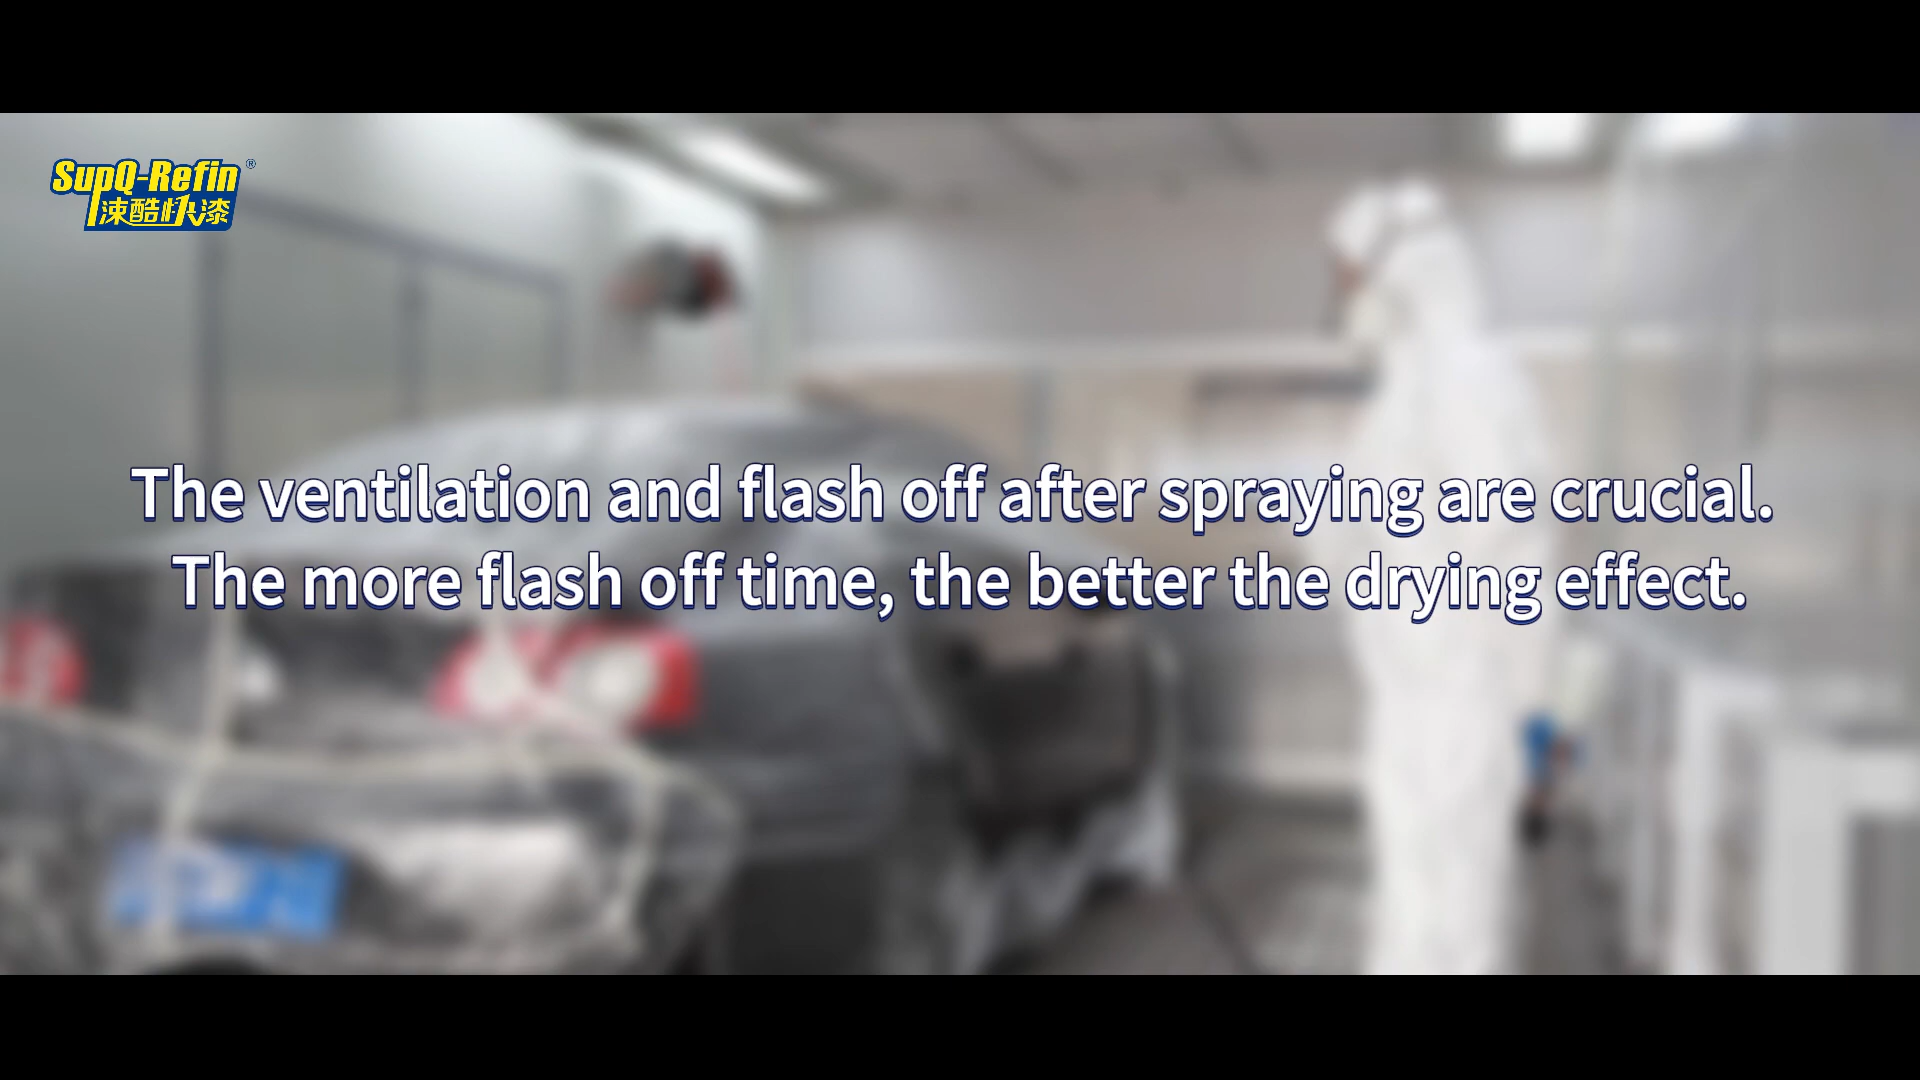 SupQ-Refin®
涑酷快漆
The ventilation and flash off after spraying are crucial.
The more flash off time, the better the drying effect.